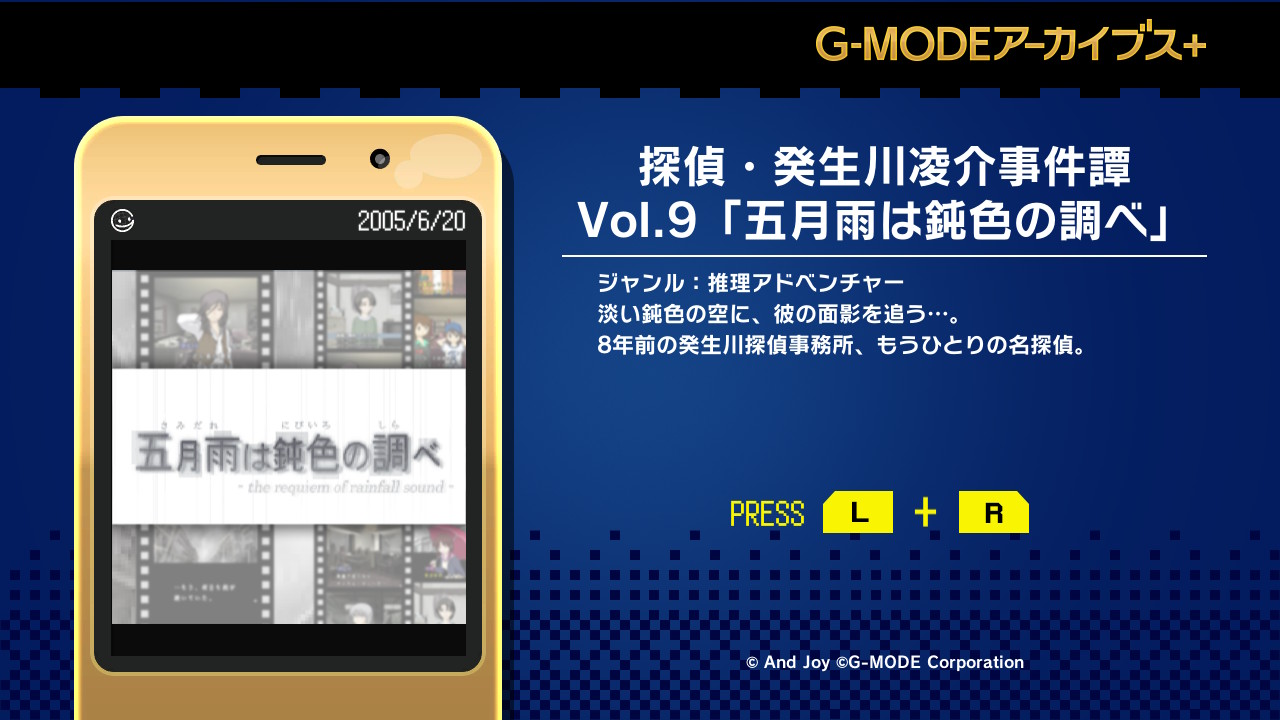 G-MODEアーカイブス+
探偵・癸生川凌介事件譚
Vol.9「五月雨は鈍色の調べ」
ジャンル：推理アドベンチャー
淡い鈍色の空に、彼の面影を追う…。
8年前の癸生川探偵事務所、もうひとりの名探偵。
2005/6/20
さみだれ にびいろ しら
五月雨は鈍色の調べ
- the requiem of rainfall sound -
PRESS L + R
© And Joy ©G-MODE Corporation